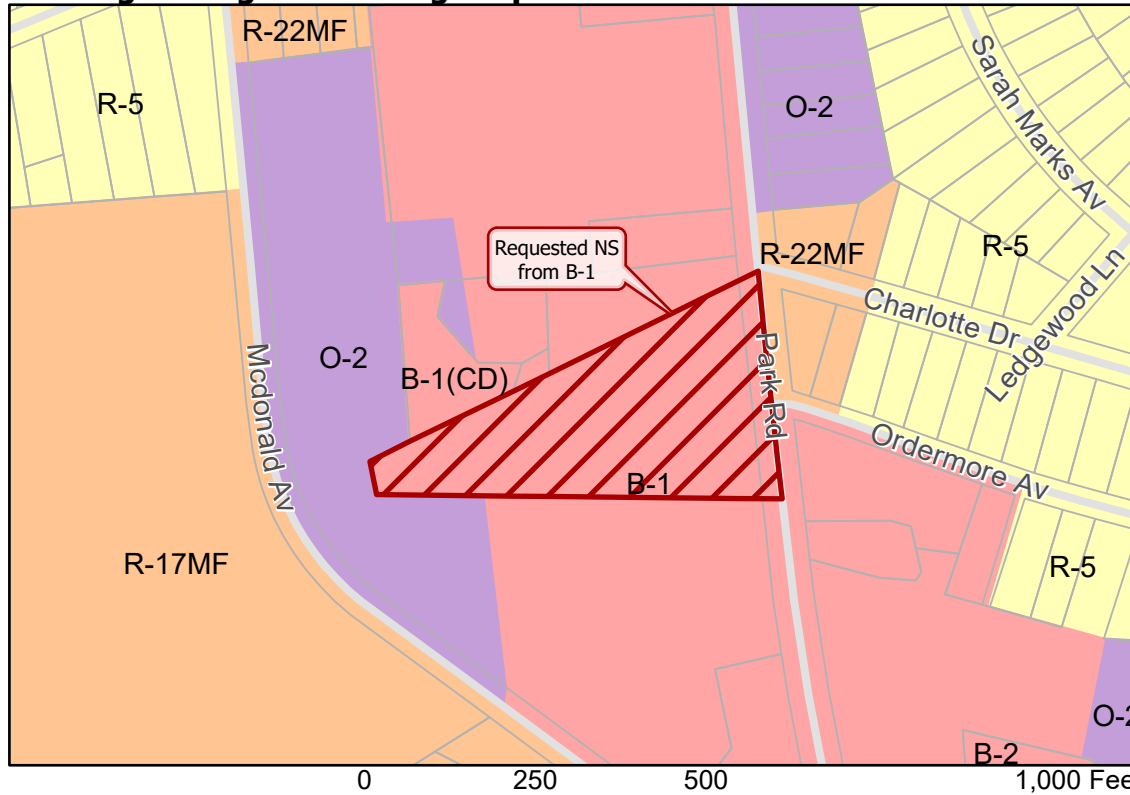 R-22MF
R-5
O-2
Sarah Marks Av
Requested NS
from B-1
R-22MF
R-5
Ledgewood Ln
Charlotte Dr
Mcdonald Av
O-2
B-1(CD)
Park Rd
Ordermore Av
B-1
R-17MF
R-5
O-2
B-2
0 250 500 1,000 Fee